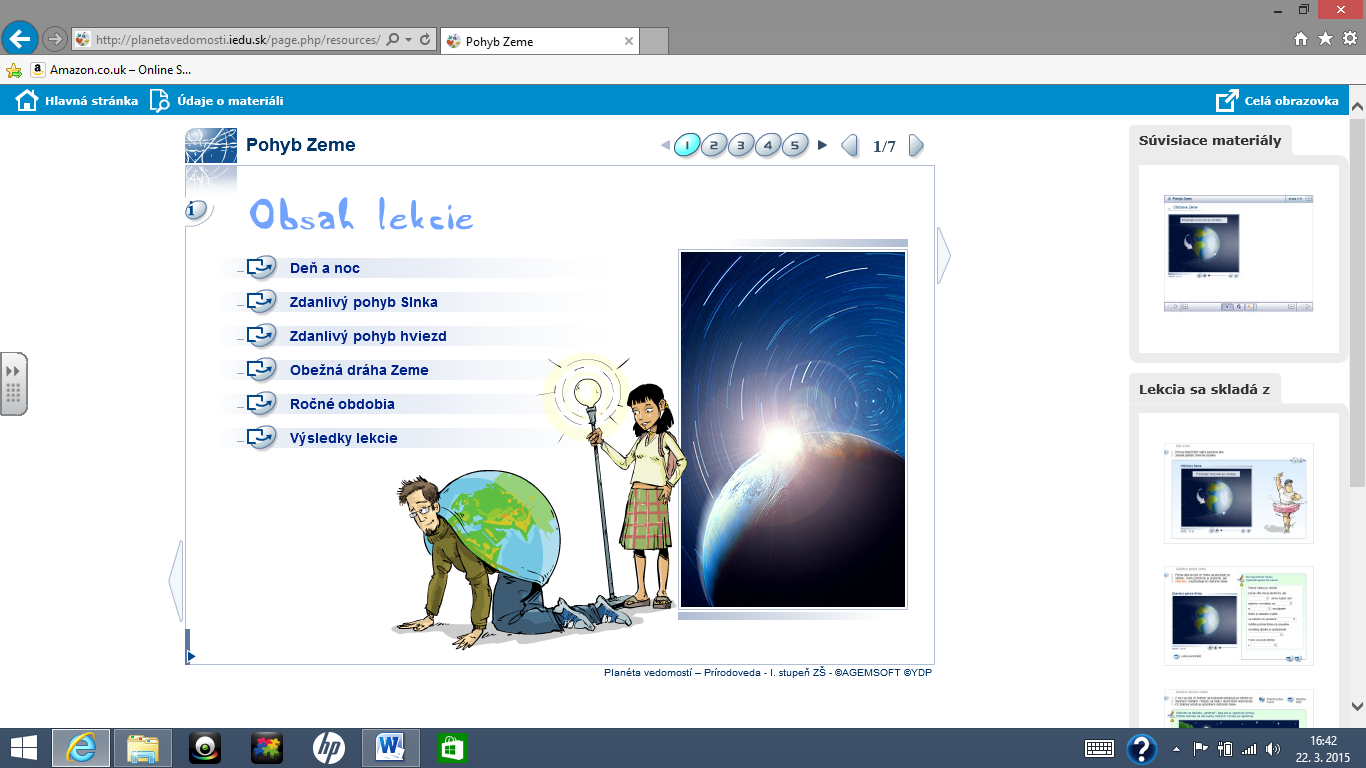 http://planetavedomosti.iedu.sk/page.php/resources/
Pohyb Zeme
Amazon.co.uk – Online S...
Hlavná stránka
Údaje o materiáli
Celá obrazovka
Pohyb Zeme
1 2 3 4 5
1/7
Súvisiace materiály
i
Obsah lekcie
Deň a noc
Zdanlivý pohyb Slnka
Zdanlivý pohyb hviezd
Obežná dráha Zeme
Ročné obdobia
Výsledky lekcie
Lekcia sa skladá z
Planéta vedomostí – Prírodoveda - I. stupeň ZŠ - ©AGEMSOFT ©YDP
16:42
22. 3. 2015